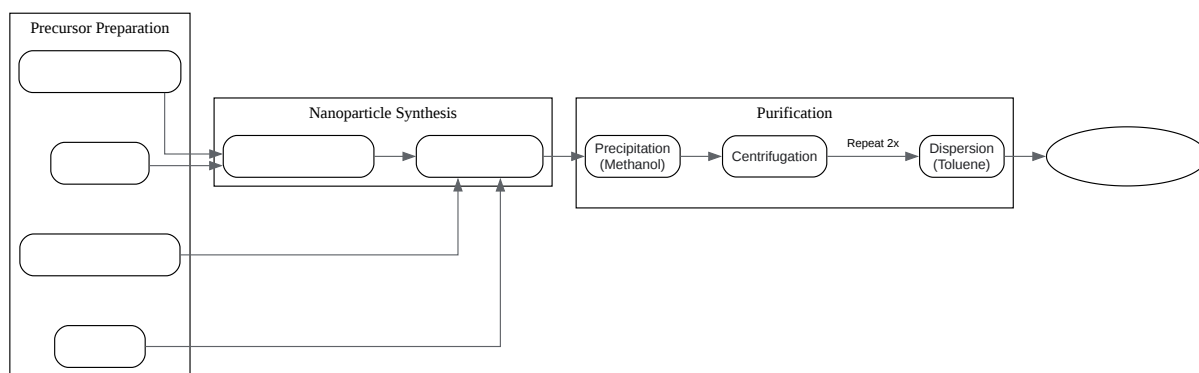 Precursor Preparation
Nanoparticle Synthesis
Purification
Precipitation
(Methanol)
Centrifugation
Repeat 2x
Dispersion
(Toluene)